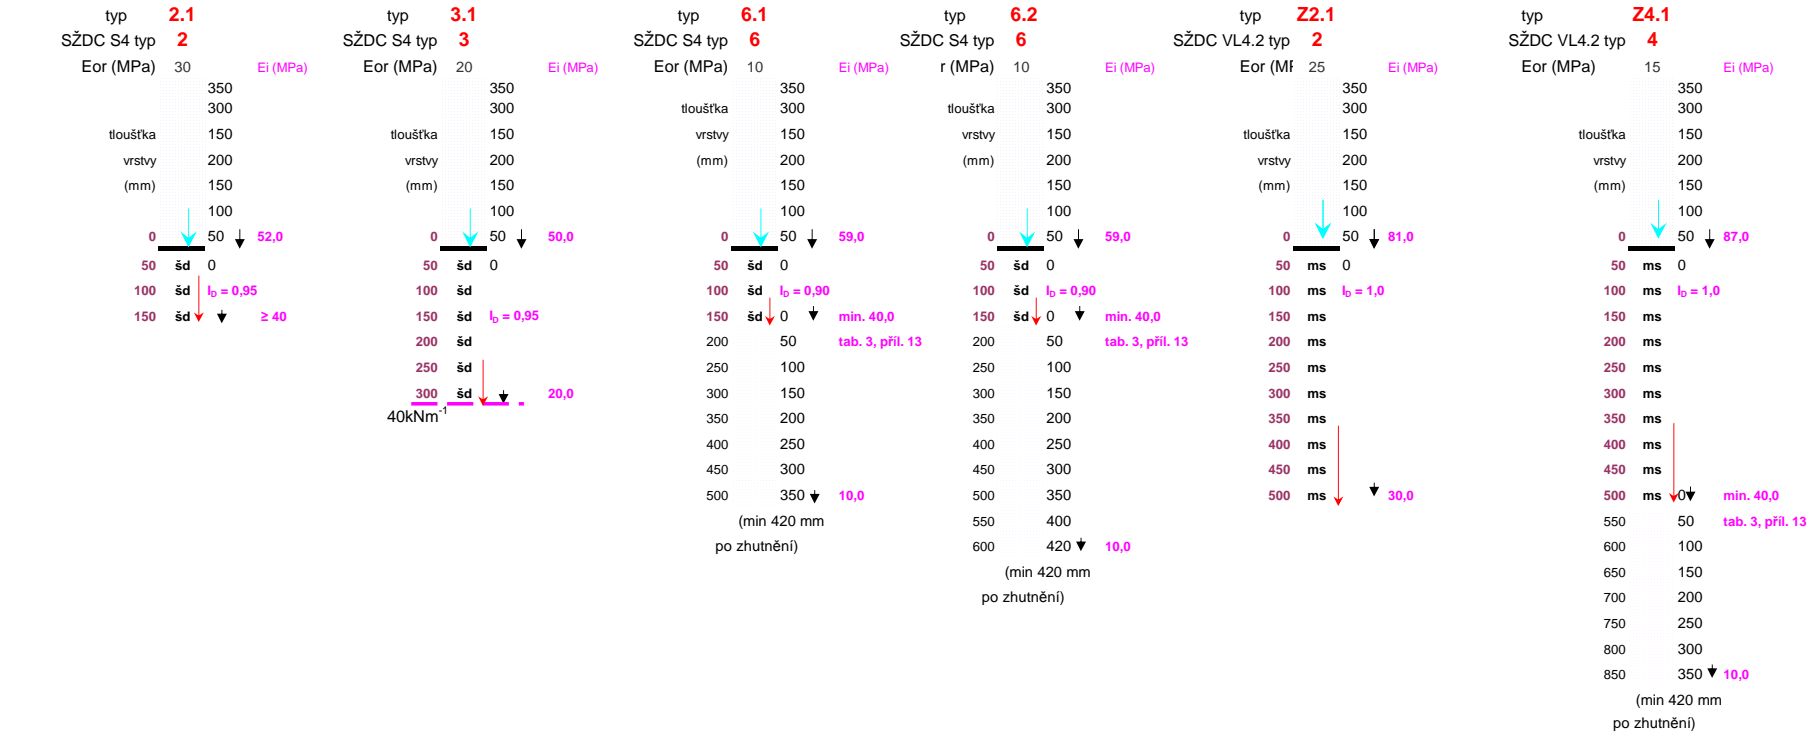 typ 2.1 typ 3.1 typ 6.1 typ 6.2 typ Z2.1 typ Z4.1
SŽDC S4 typ 2 SŽDC S4 typ 3 SŽDC S4 typ 6 SŽDC S4 typ 6 SŽDC VL4.2 typ 2 SŽDC VL4.2 typ 4
Eor (MPa) 30 Ei (MPa) Eor (MPa) 20 Ei (MPa) Eor (MPa) 10 Ei (MPa) r (MPa) 10 Ei (MPa) Eor (MF 25 Ei (MPa) Eor (MPa) 15 Ei (MPa)
350 350 350 350 350 350
300 300 tloušťka 300 tloušťka 300 300 300
tloušťka 150 tloušťka 150 vrstvy 150 vrstvy 150 tloušťka 150 tloušťka 150
vrstvy 200 vrstvy 200 (mm) 200 (mm) 200 vrstvy 200 vrstvy 200
(mm) 150 (mm) 150 150 150 (mm) 150 (mm) 150
100 100 100 100 100 100
0 50 52,0 0 50 50,0 0 50 59,0 0 50 59,0 0 50 81,0 0 50 87,0
50 šd 0 50 šd 0 50 šd 0 50 šd 0 50 ms 0 50 ms 0
100 šd I_D = 0,95 100 šd 100 šd I_D = 0,90 100 šd I_D = 0,90 100 ms I_D = 1,0 100 ms I_D = 1,0
150 šd ≥ 40 150 šd I_D = 0,95 150 šd 0 min. 40,0 150 šd 0 min. 40,0 150 ms 150 ms
200 šd 200 50 tab. 3, příl. 13 200 50 tab. 3, příl. 13 200 ms 200 ms
250 šd 250 100 250 100 250 ms 250 ms
300 šd 20,0 300 150 300 150 300 ms 300 ms
40kNm⁻¹ 350 200 350 200 350 ms 350 ms
400 250 400 250 400 ms 400 ms
450 300 450 300 450 ms 450 ms
500 350 10,0 500 350 500 ms 30,0 500 ms 0 min. 40,0
(min 420 mm 550 400 550 50 tab. 3, příl. 13
po zhutnění) 600 420 10,0 600 100
(min 420 mm 650 150
po zhutnění) 700 200
750 250
800 300
850 350 10,0
(min 420 mm
po zhutnění)